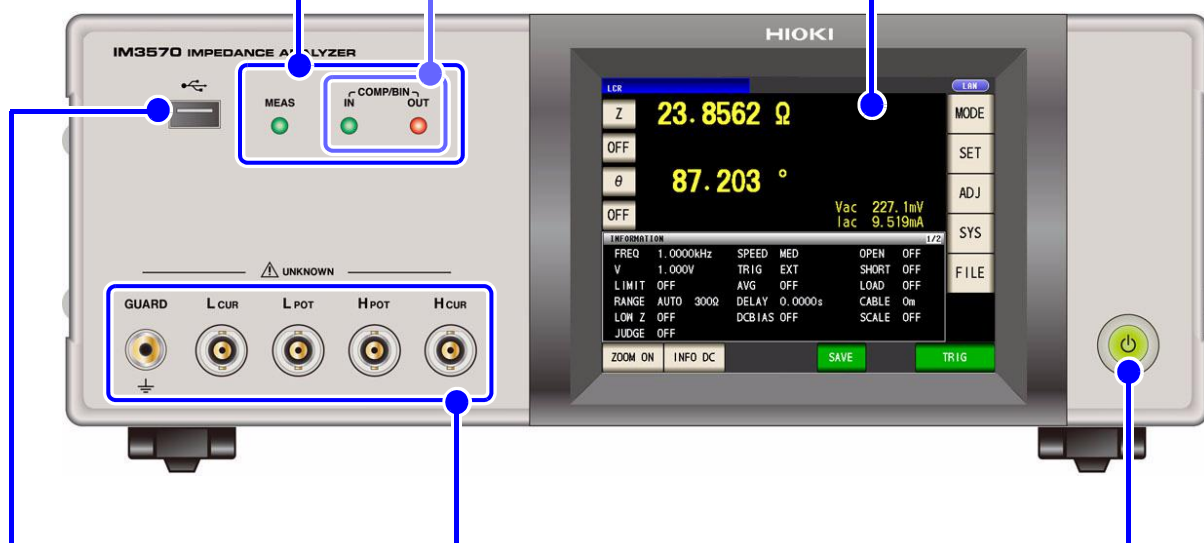 HIOKI
IM3570 IMPEDANCE ANALYZER
MEAS
COMP/BIN
IN OUT
LCR
LAN
Z 23.8562 Ω
OFF
θ 87.203 °
OFF
Vac 227.1mV
Iac 9.519mA
MODE
SET
ADJ
SYS
FILE
INFORMATION 1/2
FREQ 1.0000kHz SPEED MED OPEN OFF
V 1.000V TRIG EXT SHORT OFF
LIMIT OFF AVG OFF LOAD OFF
RANGE AUTO 300Ω DELAY 0.0000s CABLE 0m
LOW Z OFF DCBIAS OFF SCALE OFF
JUDGE OFF
ZOOM ON INFO DC SAVE TRIG
⚠ UNKNOWN
GUARD L CUR L POT H POT H CUR